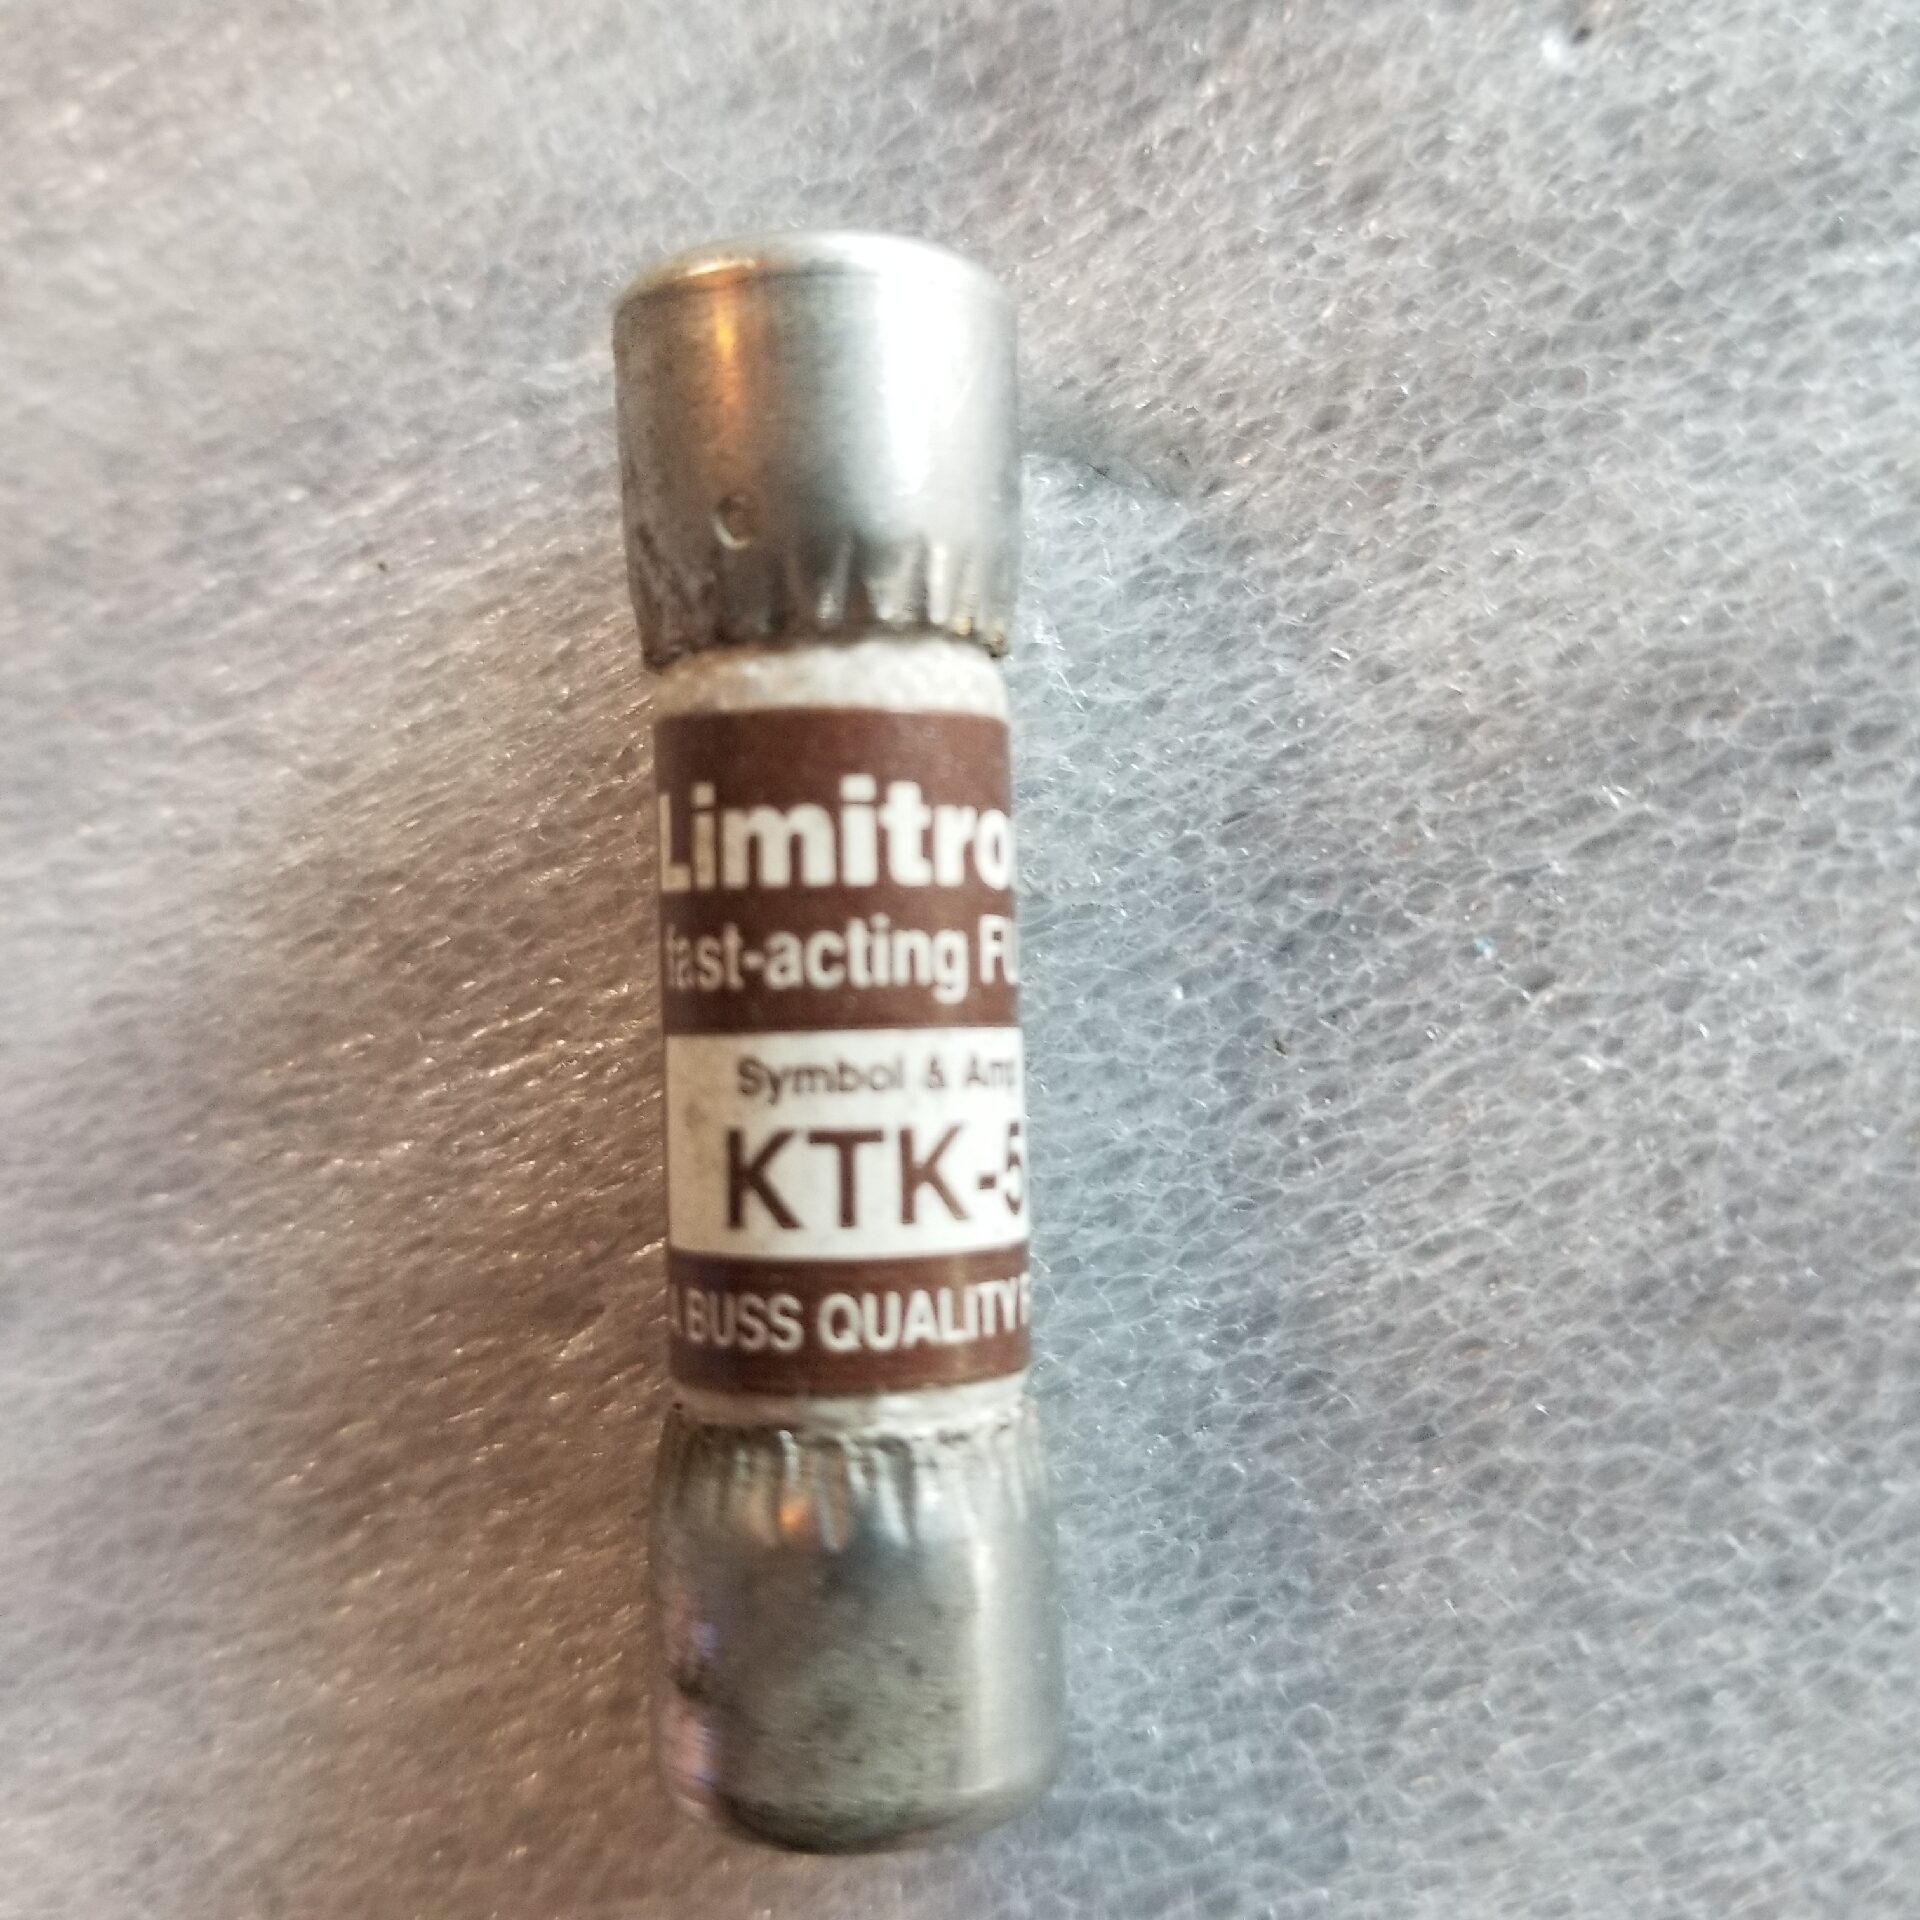 Limitro
fast-acting Fu
Symbol & Amp
KTK-5
A BUSS QUALITY F